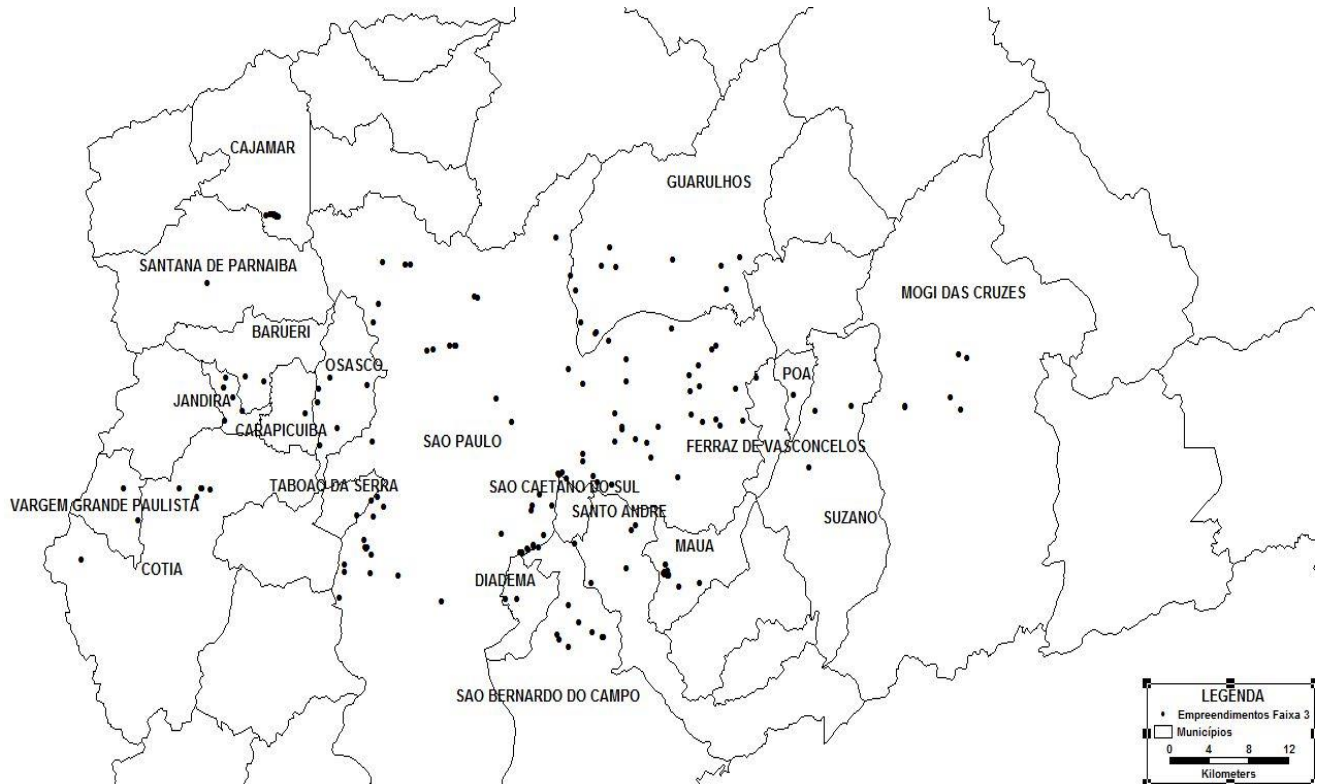 CAJAMAR
GUARULHOS
SANTANA DE PARNAIBA
MOGI DAS CRUZES
BARUERI
OSASCO
POA
JANDIRA
CARAPICUIBA
SAO PAULO
FERRAZ DE VASCONCELOS
TABOAO DA SERRA
SAO CAETANO DO SUL
VARGEM GRANDE PAULISTA
SANTO ANDRE
SUZANO
MAUA
COTIA
DIADEMA
SAO BERNARDO DO CAMPO
LEGENDA
Empreendimentos Faixa 3
Municípios
0 4 8 12
Kilometers